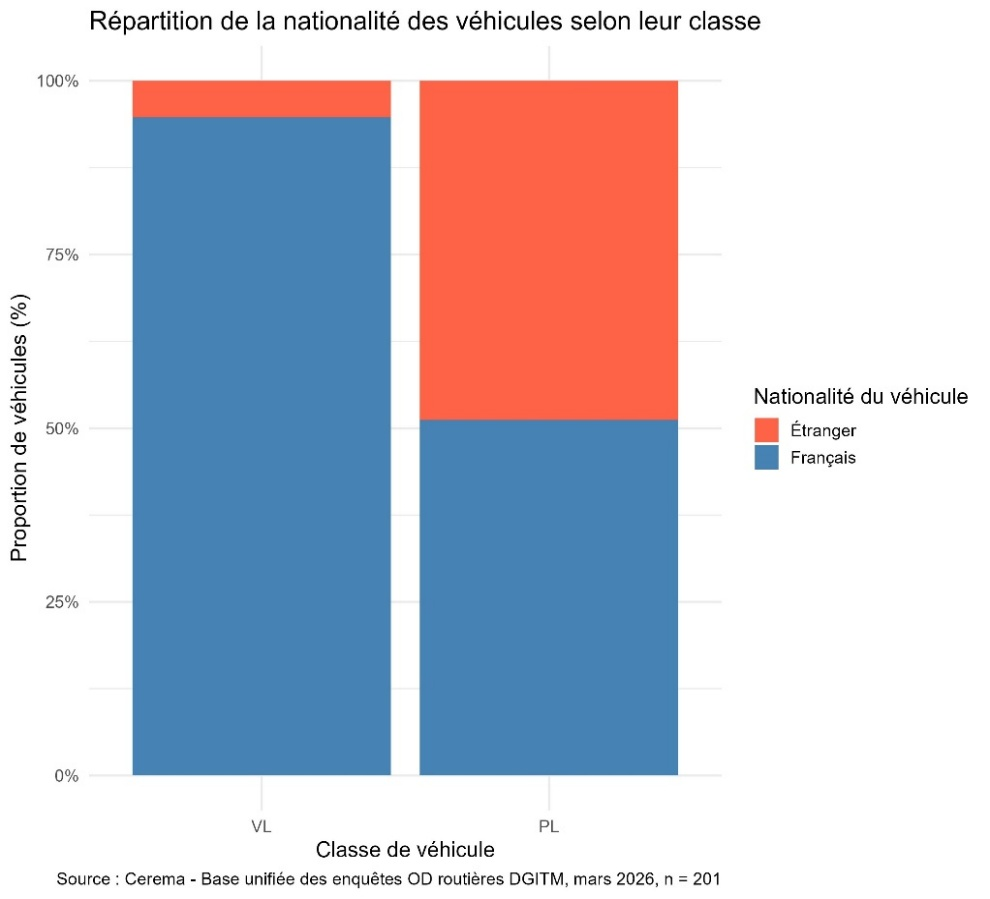 Répartition de la nationalité des véhicules selon leur classe
100%
75%
50%
25%
0%
Proportion de véhicules (%)
VL
PL
Classe de véhicule
Nationalité du véhicule
Étranger
Français
Source : Cerema - Base unifiée des enquêtes OD routières DGITM, mars 2026, n = 201